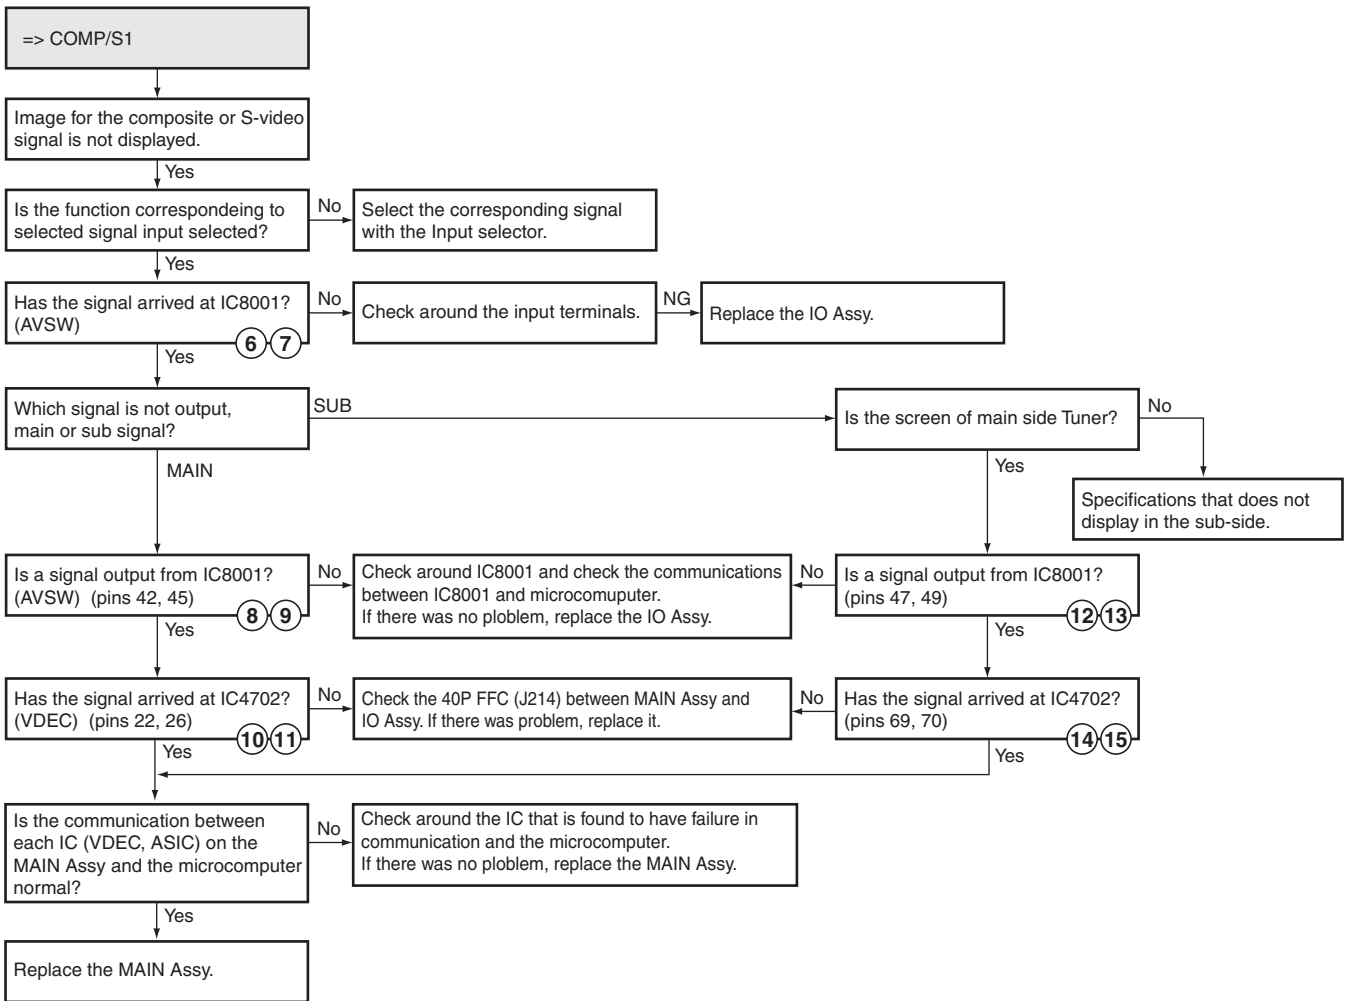 => COMP/S1
Image for the composite or S-video
signal is not displayed.
Yes
Is the function correspondeing to
selected signal input selected?
No
Select the corresponding signal
with the Input selector.
Yes
Has the signal arrived at IC8001?
(AVSW)
6 7
No
Check around the input terminals.
NG
Replace the IO Assy.
Yes
Which signal is not output,
main or sub signal?
SUB
Is the screen of main side Tuner?
No
Specifications that does not
display in the sub-side.
MAIN
Yes
Is a signal output from IC8001?
(AVSW) (pins 42, 45)
8 9
No
Check around IC8001 and check the communications
between IC8001 and microcomuputer.
If there was no ploblem, replace the IO Assy.
No
Is a signal output from IC8001?
(pins 47, 49)
12 13
Yes
Yes
Has the signal arrived at IC4702?
(VDEC) (pins 22, 26)
10 11
No
Check the 40P FFC (J214) between MAIN Assy and
IO Assy. If there was problem, replace it.
No
Has the signal arrived at IC4702?
(pins 69, 70)
14 15
Yes
Yes
Is the communication between
each IC (VDEC, ASIC) on the
MAIN Assy and the microcomputer
normal?
No
Check around the IC that is found to have failure in
communication and the microcomputer.
If there was no ploblem, replace the MAIN Assy.
Yes
Replace the MAIN Assy.